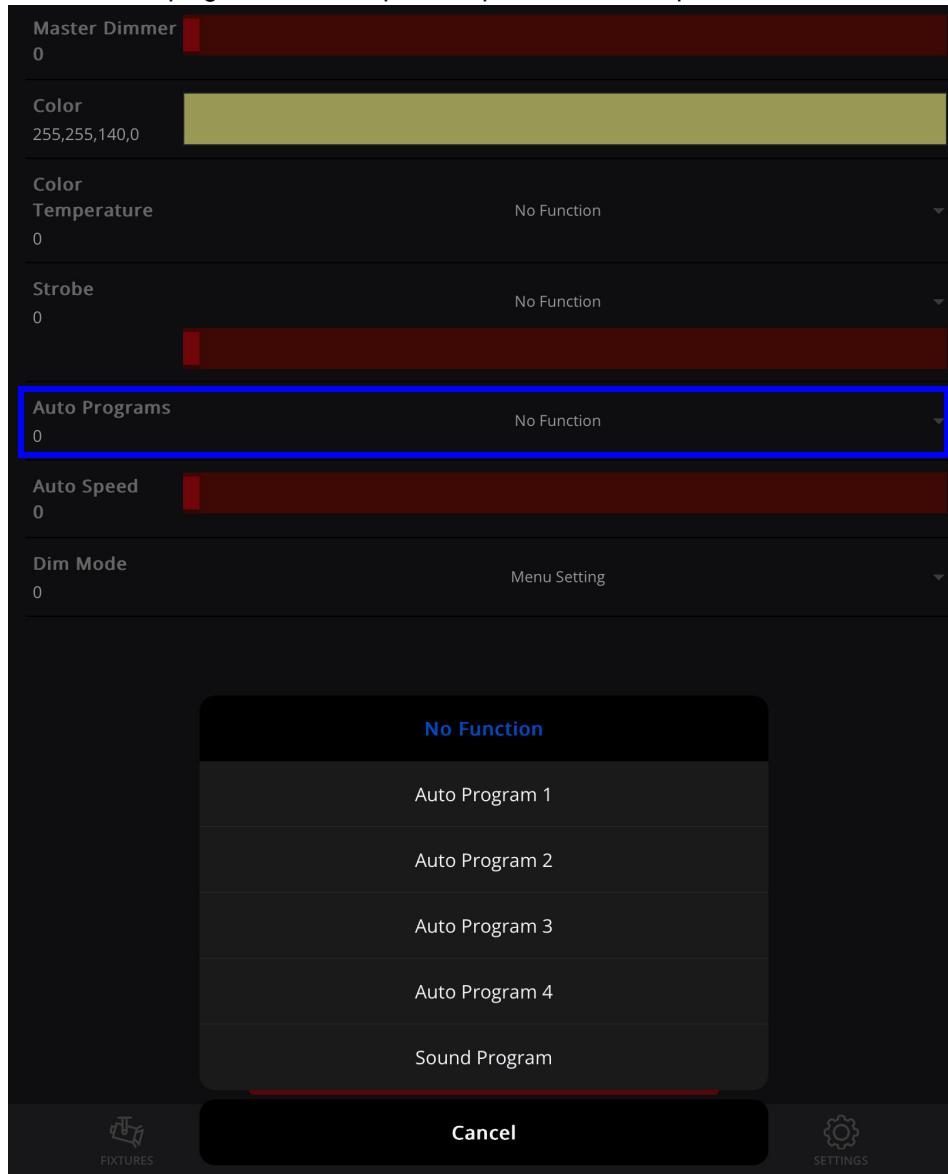 Master Dimmer
0
Color
255,255,140,0
Color
Temperature
0
No Function
Strobe
0
No Function
Auto Programs
0
No Function
Auto Speed
0
Dim Mode
0
Menu Setting
No Function
Auto Program 1
Auto Program 2
Auto Program 3
Auto Program 4
Sound Program
Cancel
FIXTURES
SETTINGS